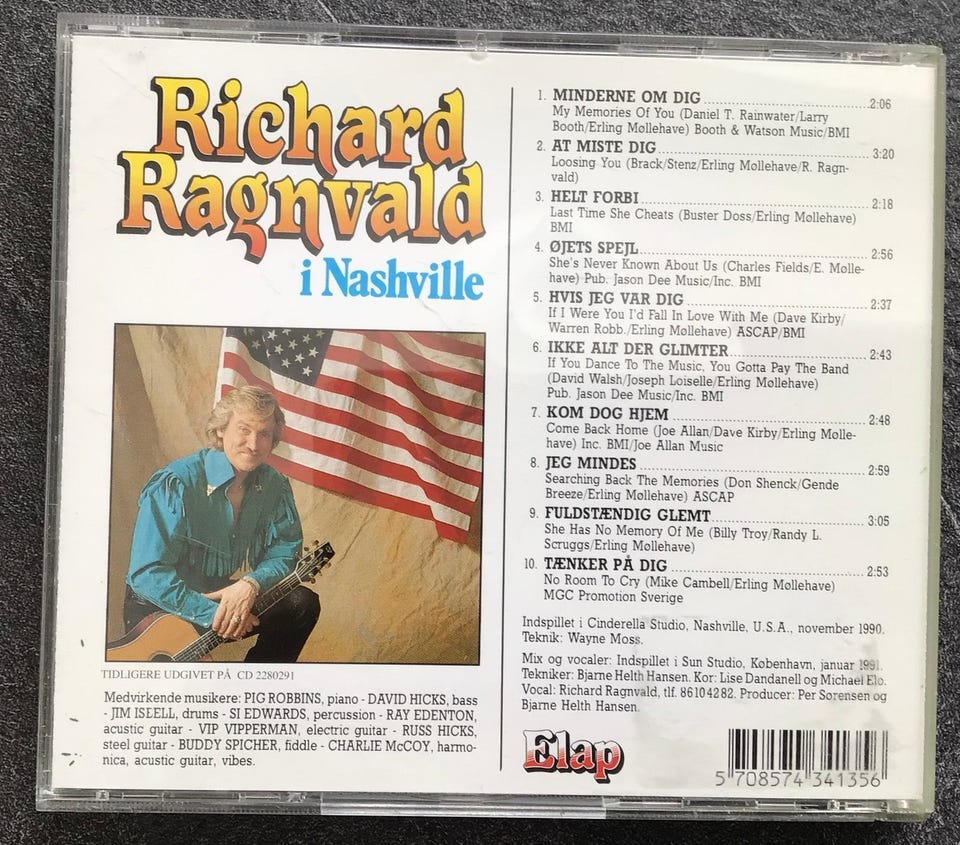 Richard
Ragnvald
i Nashville
TIDLIGERE UDGIVET PÅ CD 2280291
Medvirkende musikere: PIG ROBBINS, piano - DAVID HICKS, bass
- JIM ISEELL, drums - SI EDWARDS, percussion - RAY EDENTON,
acustic guitar - VIP VIPPERMAN, electric guitar - RUSS HICKS,
steel guitar - BUDDY SPICHER, fiddle - CHARLIE McCOY, harmo-
nica, acustic guitar, vibes.
1. MINDERNE OM DIG 2:06
My Memories Of You (Daniel T. Rainwater/Larry
Booth/Erling Møllehave) Booth & Watson Music/BMI
2. AT MISTE DIG 3:20
Loosing You (Brack/Stenz/Erling Møllehave/R. Ragn-
vald)
3. HELT FORBI 2:18
Last Time She Cheats (Buster Doss/Erling Møllehave)
BMI
4. ØJETS SPEJL 2:56
She's Never Known About Us (Charles Fields/E. Mølle-
have) Pub. Jason Dee Music/Inc. BMI
5. HVIS JEG VAR DIG 2:37
If I Were You I'd Fall In Love With Me (Dave Kirby/
Warren Robb./Erling Møllehave) ASCAP/BMI
6. IKKE ALT DER GLIMTER 2:43
If You Dance To The Music, You Gotta Pay The Band
(David Walsh/Joseph Loiselle/Erling Møllehave)
Pub. Jason Dee Music/Inc. BMI
7. KOM DOG HJEM 2:48
Come Back Home (Joe Allan/Dave Kirby/Erling Mølle-
have) Inc. BMI/Joe Allan Music
8. JEG MINDES 2:59
Searching Back The Memories (Don Shenck/Gende
Breeze/Erling Møllehave) ASCAP
9. FULDSTÆNDIG GLEMT 3:05
She Has No Memory Of Me (Billy Troy/Randy L.
Scruggs/Erling Møllehave)
10. TÆNKER PÅ DIG 2:53
No Room To Cry (Mike Cambell/Erling Møllehave)
MGC Promotion Sverige
Indspillet i Cinderella Studio, Nashville, U.S.A., november 1990.
Teknik: Wayne Moss.
Mix og vocaler: Indspillet i Sun Studio, København, januar 1991.
Tekniker: Bjarne Helth Hansen. Kor: Lise Dandanell og Michael Elo.
Vocal: Richard Ragnvald, tlf. 86104282. Producer: Per Sørensen og
Bjarne Helth Hansen.
Elap
5 708574 341356